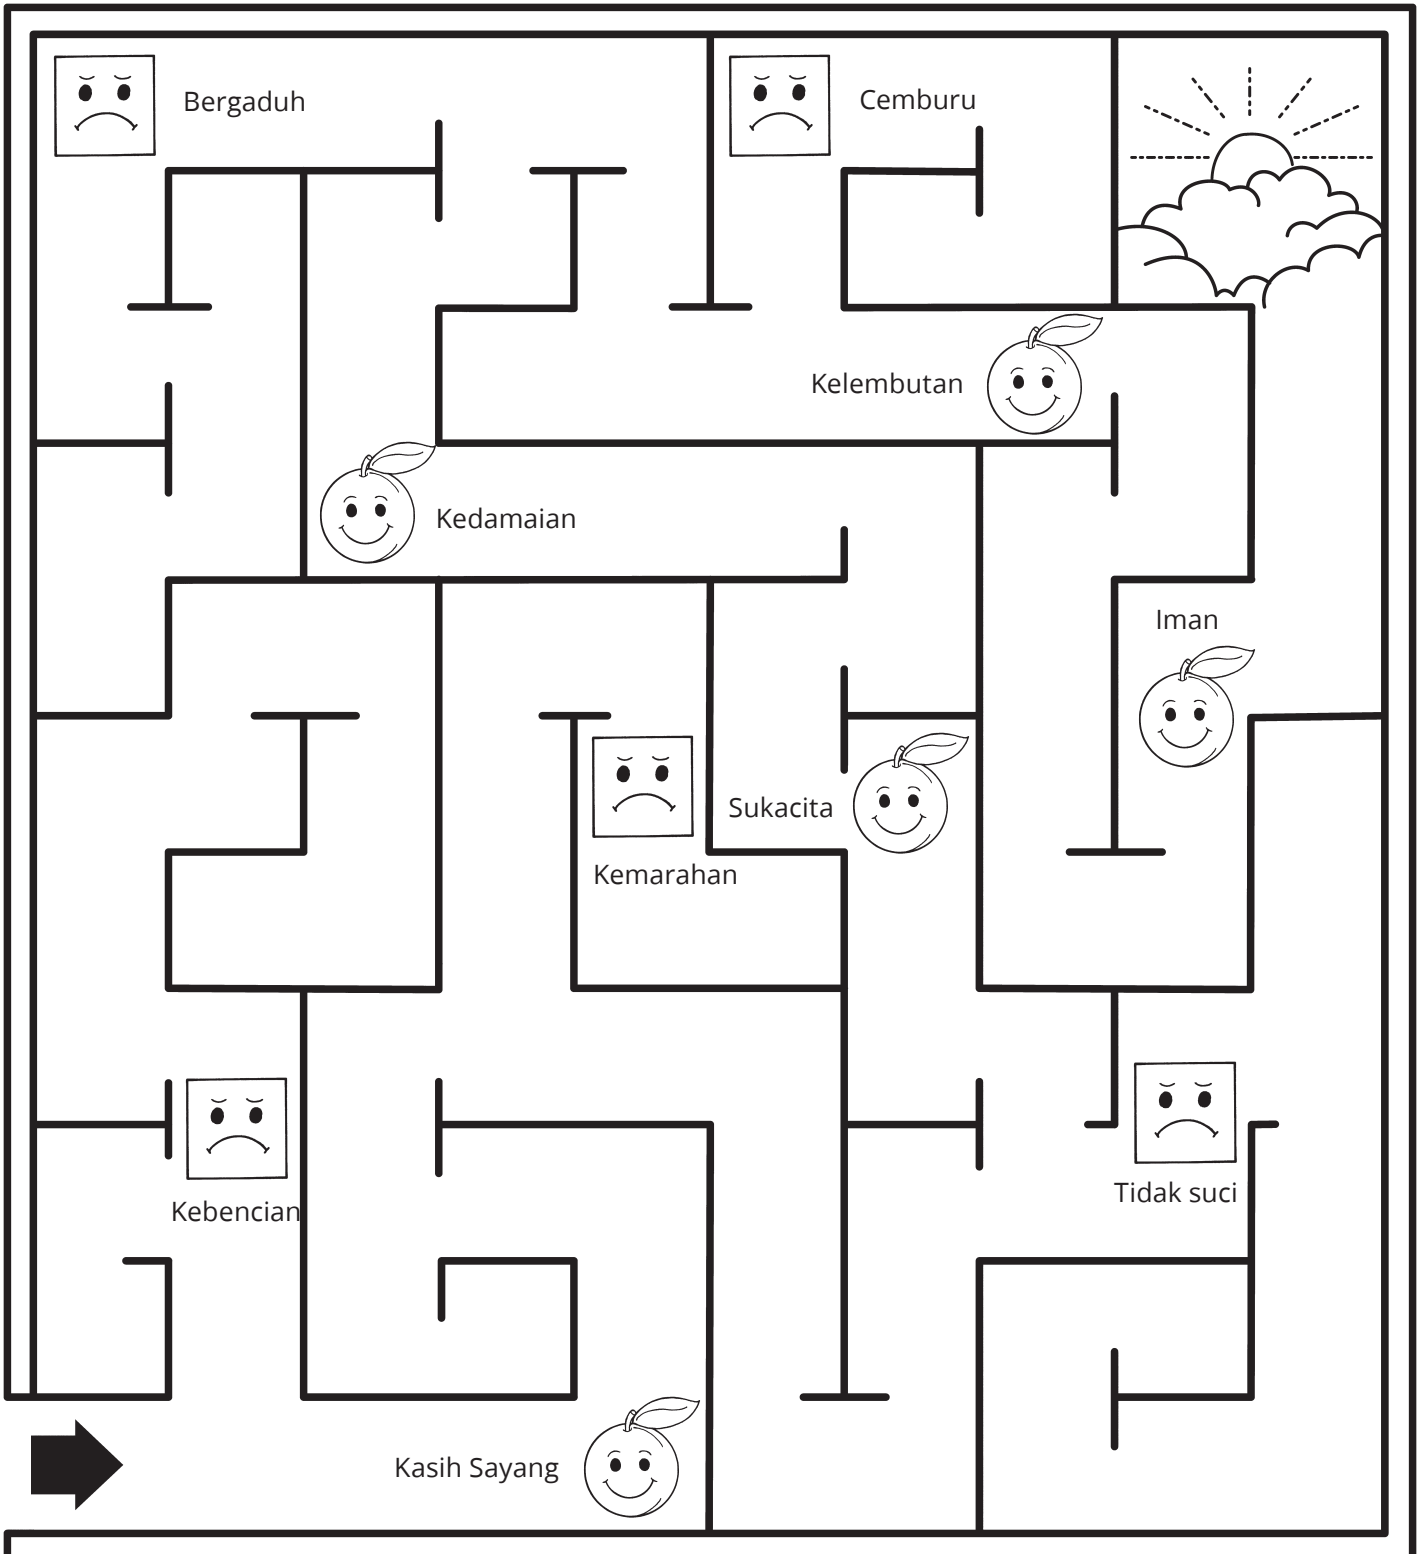 Bergaduh
Cemburu
Kelembutan
Kedamaian
Iman
Sukacita
Kemarahan
Tidak suci
Kebencian
Kasih Sayang